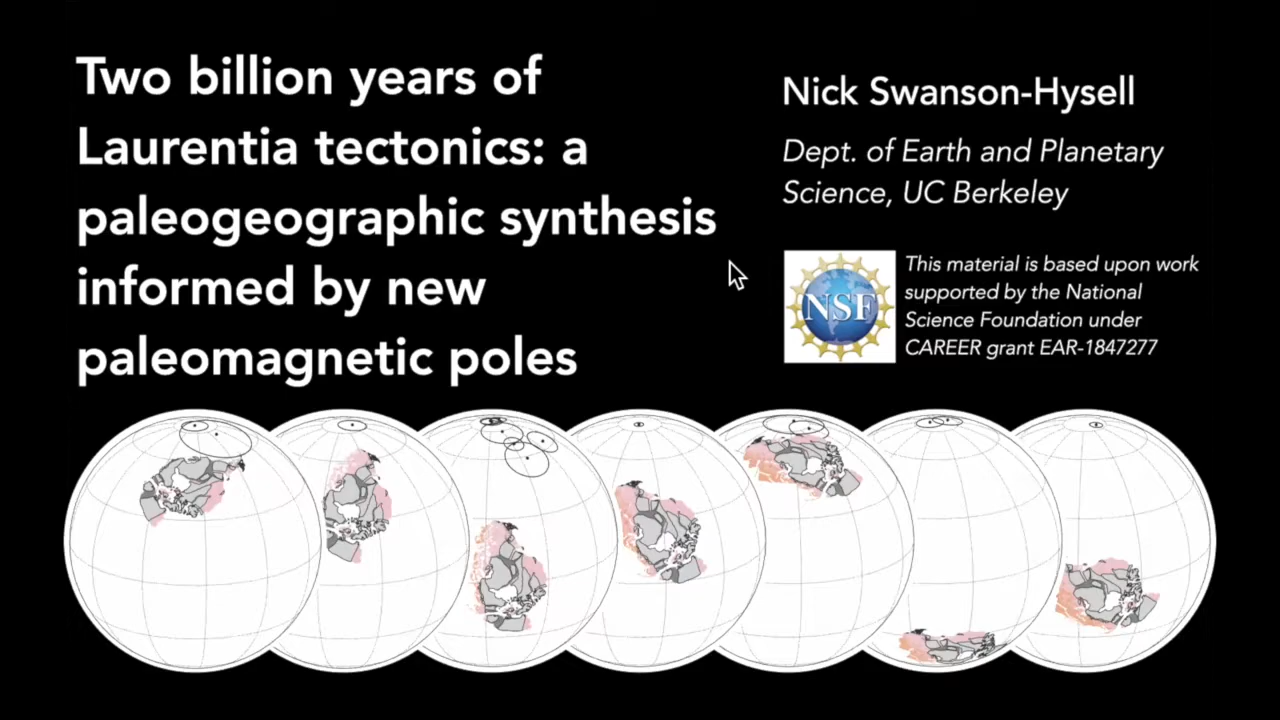 Two billion years of
Laurentia tectonics: a
paleogeographic synthesis
informed by new
paleomagnetic poles
Nick Swanson-Hysell
Dept. of Earth and Planetary
Science, UC Berkeley
NSF
This material is based upon work
supported by the National
Science Foundation under
CAREER grant EAR-1847277